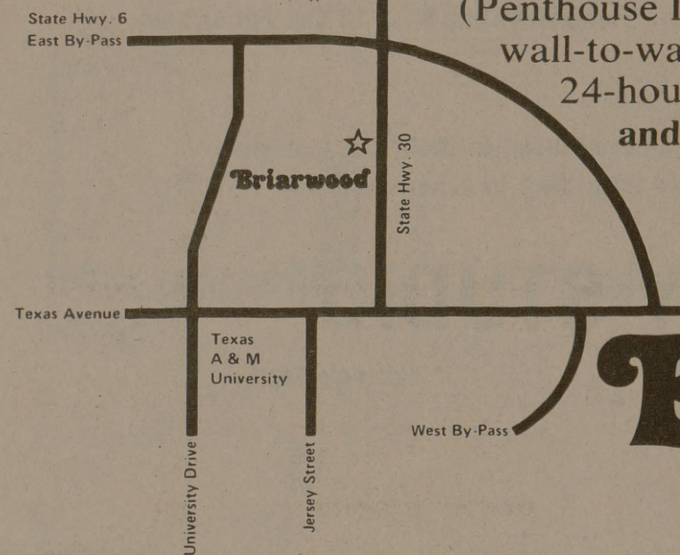 State Hwy. 6
East By-Pass
(Penthouse
wall-to-wa
24-hou
and
Briarwood
State Hwy. 30
Texas Avenue
Texas
A & M
University
West By-Pass
University Drive
Jersey Street